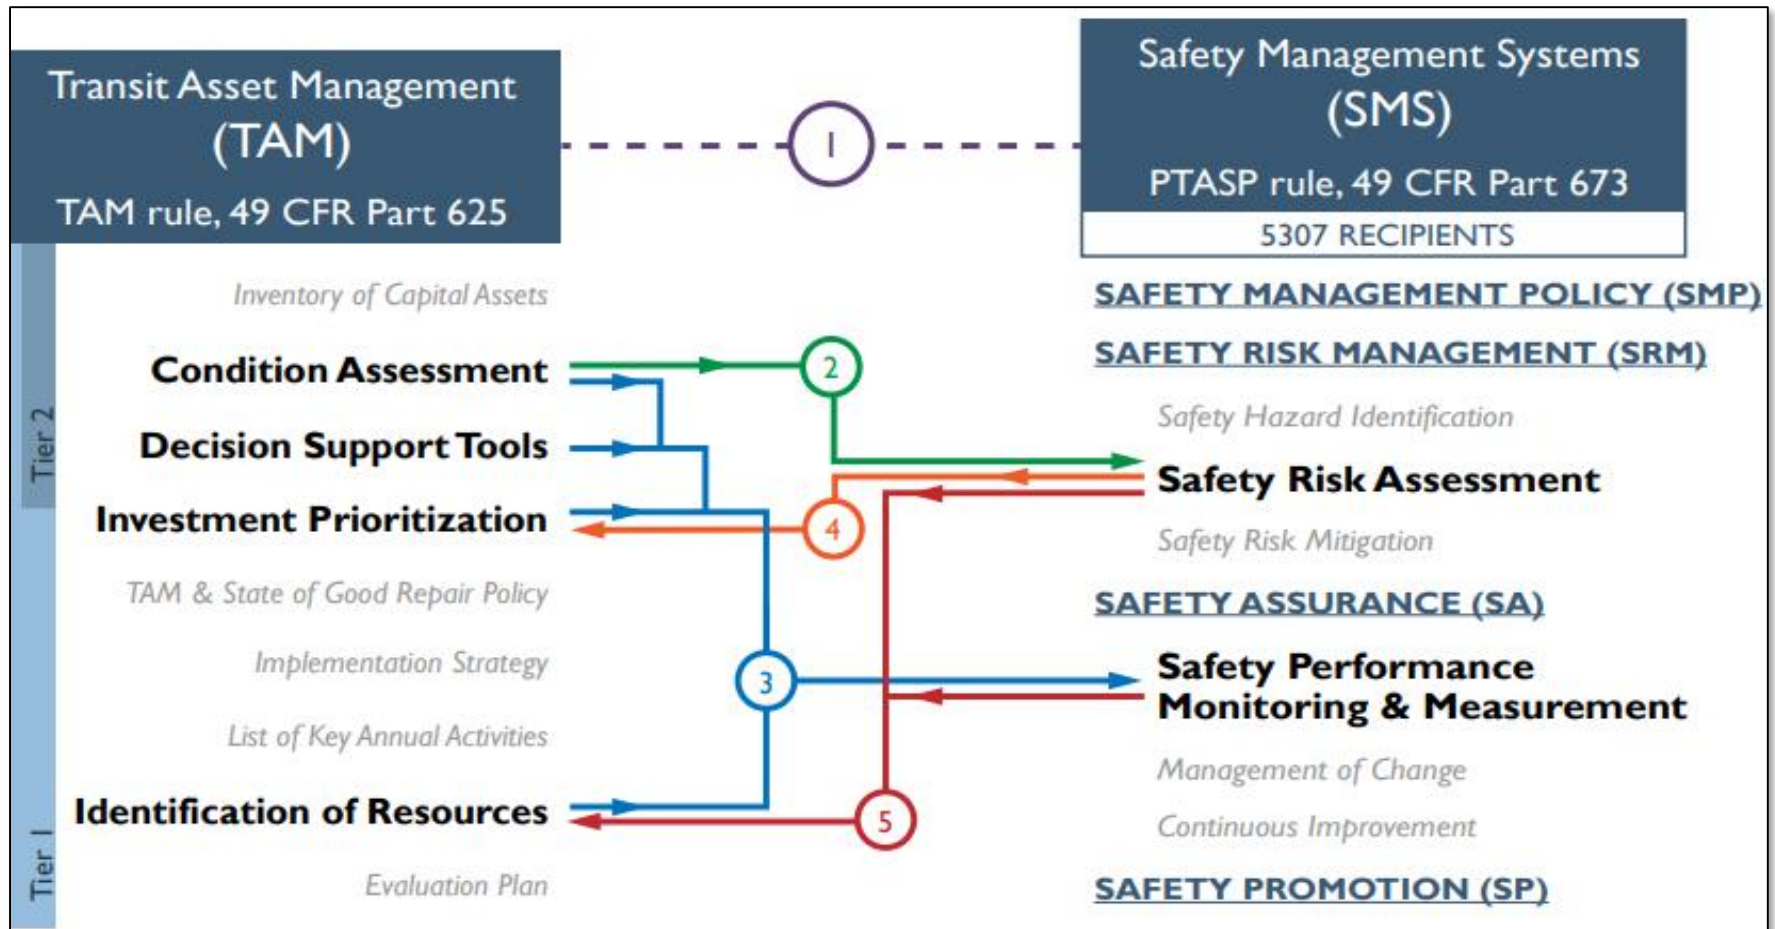 Transit Asset Management
(TAM)
TAM rule, 49 CFR Part 625
1
Safety Management Systems
(SMS)
PTASP rule, 49 CFR Part 673
5307 RECIPIENTS
Tier 2
Tier 1
Inventory of Capital Assets
Condition Assessment
Decision Support Tools
Investment Prioritization
TAM & State of Good Repair Policy
Implementation Strategy
List of Key Annual Activities
Identification of Resources
Evaluation Plan
2
4
3
5
SAFETY MANAGEMENT POLICY (SMP)
SAFETY RISK MANAGEMENT (SRM)
Safety Hazard Identification
Safety Risk Assessment
Safety Risk Mitigation
SAFETY ASSURANCE (SA)
Safety Performance
Monitoring & Measurement
Management of Change
Continuous Improvement
SAFETY PROMOTION (SP)